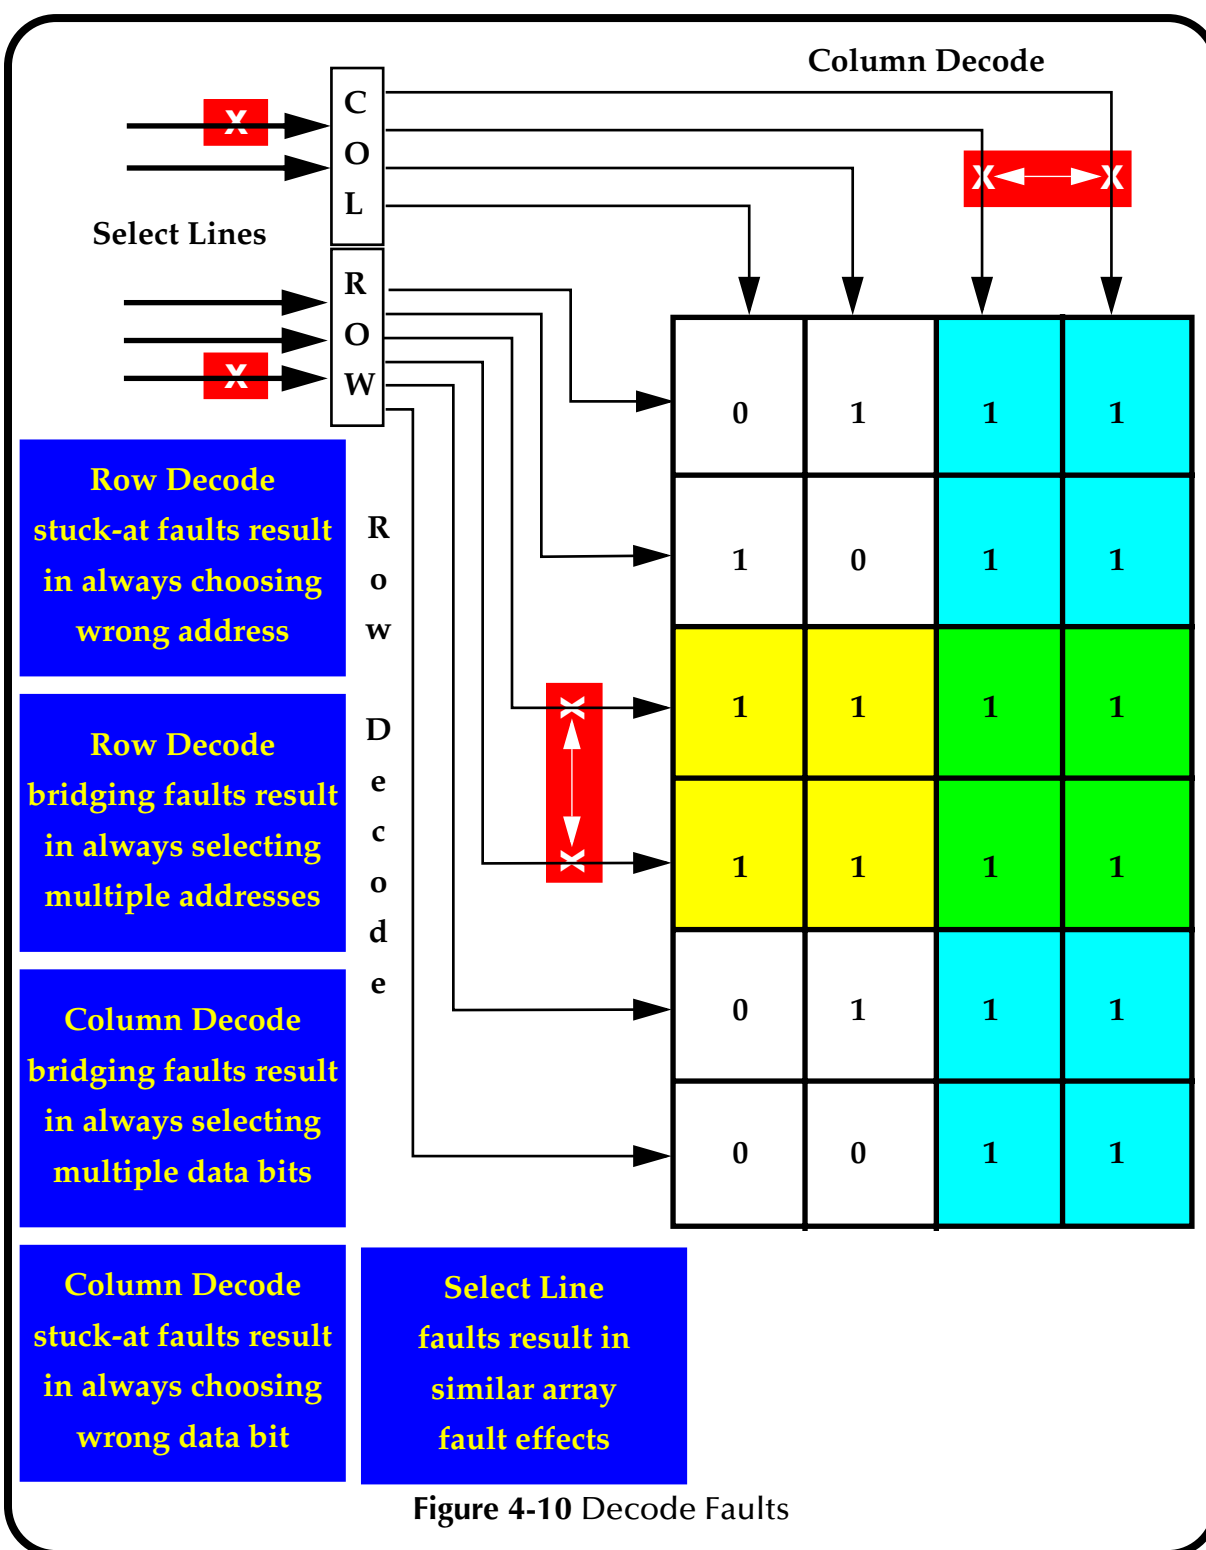 Column Decode
C
O
L
X
X X
Select Lines
R
O
W
X
0 1 1 1
1 0 1 1
1 1 1 1
1 1 1 1
0 1 1 1
0 0 1 1
X
X
Row Decode
Row Decode
stuck-at faults result
in always choosing
wrong address
Row Decode
bridging faults result
in always selecting
multiple addresses
Column Decode
bridging faults result
in always selecting
multiple data bits
Column Decode
stuck-at faults result
in always choosing
wrong data bit
Select Line
faults result in
similar array
fault effects
Figure 4-10 Decode Faults